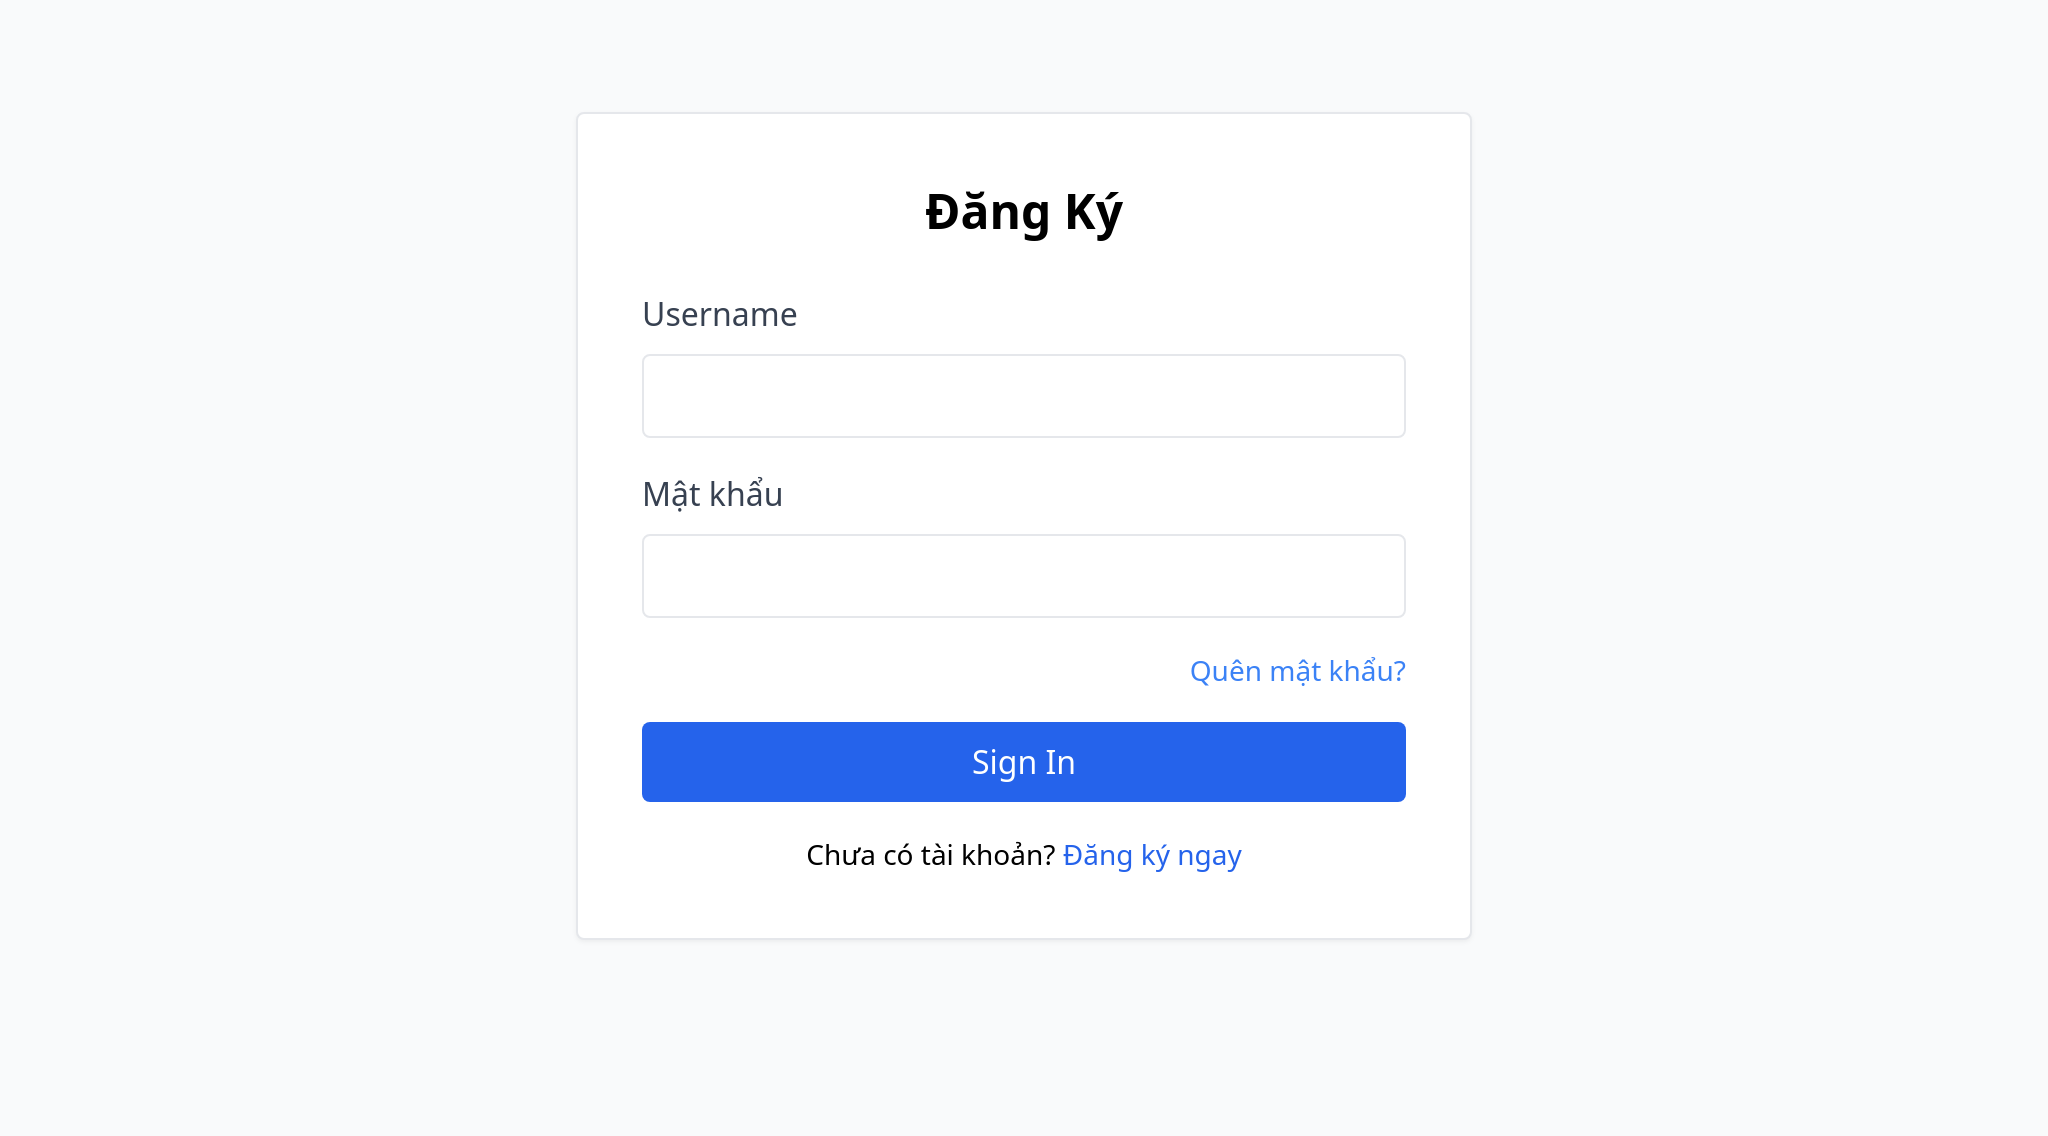 Đăng Ký
Username
Mật khẩu
Quên mật khẩu?
Sign In
Chưa có tài khoản? Đăng ký ngay